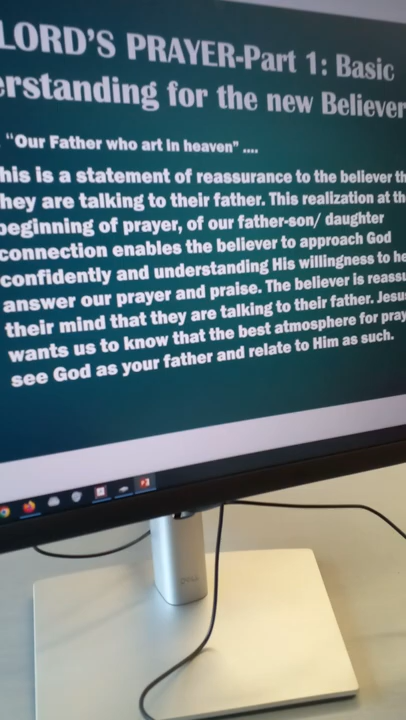 LORD'S PRAYER-Part 1: Basic
erstanding for the new Believer
"Our Father who art in heaven" ....
his is a statement of reassurance to the believer th
hey are talking to their father. This realization at th
beginning of prayer, of our father-son/ daughter
connection enables the believer to approach God
confidently and understanding His willingness to he
answer our prayer and praise. The believer is reassu
their mind that they are talking to their father. Jesus
wants us to know that the best atmosphere for pray
see God as your father and relate to Him as such.
DELL